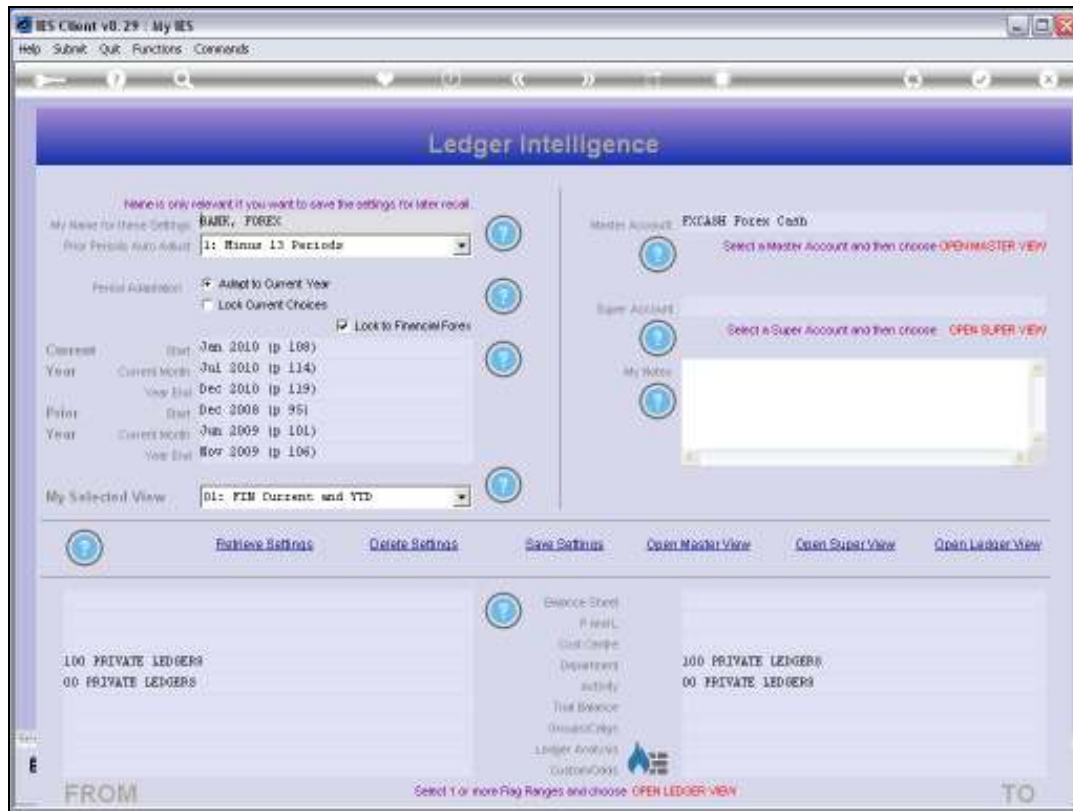 IES Client v0.29 : My IES
Help Submit Quit Functions Commands
Ledger Intelligence
Name is only relevant if you want to save the settings for later recall.
My Name for these Settings BANK, FOREX
Prior Periods Auto Adjust 1: Minus 13 Periods
Period Adaptation Adapt to Current Year
Lock Current Choices
Lock to Financial Forex
Current Start Jan 2010 (p 108)
Year Current Month Jul 2010 (p 114)
Year End Dec 2010 (p 119)
Prior Start Dec 2008 (p 95)
Year Current Month Jun 2009 (p 101)
Year End Nov 2009 (p 106)
My Selected View 01: FIN Current and YTD
Master Account FXCASH Forex Cash
Select a Master Account and then choose OPEN MASTER VIEW
Super Account
Select a Super Account and then choose OPEN SUPER VIEW
My Notes
Retrieve Settings Delete Settings Save Settings Open Master View Open Super View Open Ledger View
Balance Sheet
P and L
Cost Centre
100 PRIVATE LEDGERS Department 100 PRIVATE LEDGERS
00 PRIVATE LEDGERS Activity 00 PRIVATE LEDGERS
Trial Balance
Ledger Analysis
FROM Select 1 or more Flag Ranges and choose OPEN LEDGER VIEW TO